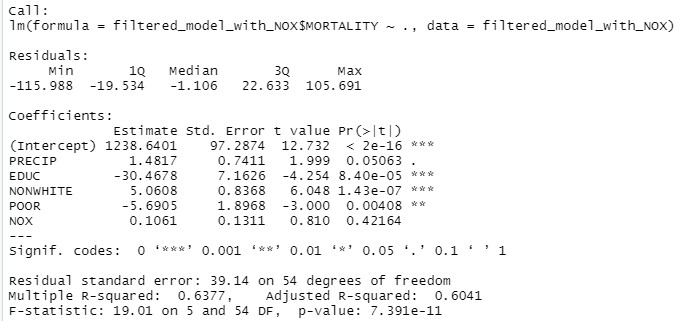 Call:
lm(formula = filtered_model_with_NOX$MORTALITY ~ ., data = filtered_model_with_NOX)
Residuals:
Min 1Q Median 3Q Max
-115.988 -19.534 -1.106 22.633 105.691
Coefficients:
Estimate Std. Error t value Pr(>|t|)
(Intercept) 1238.6401 97.2874 12.732 < 2e-16 ***
PRECIP 1.4817 0.7411 1.999 0.05063 .
EDUC -30.4678 7.1626 -4.254 8.40e-05 ***
NONWHITE 5.0608 0.8368 6.048 1.43e-07 ***
POOR -5.6905 1.8968 -3.000 0.00408 **
NOX 0.1061 0.1311 0.810 0.42164
---
Signif. codes: 0 ‘***’ 0.001 ‘**’ 0.01 ‘*’ 0.05 ‘.’ 0.1 ‘ ’ 1
Residual standard error: 39.14 on 54 degrees of freedom
Multiple R-squared: 0.6377, Adjusted R-squared: 0.6041
F-statistic: 19.01 on 5 and 54 DF, p-value: 7.391e-11